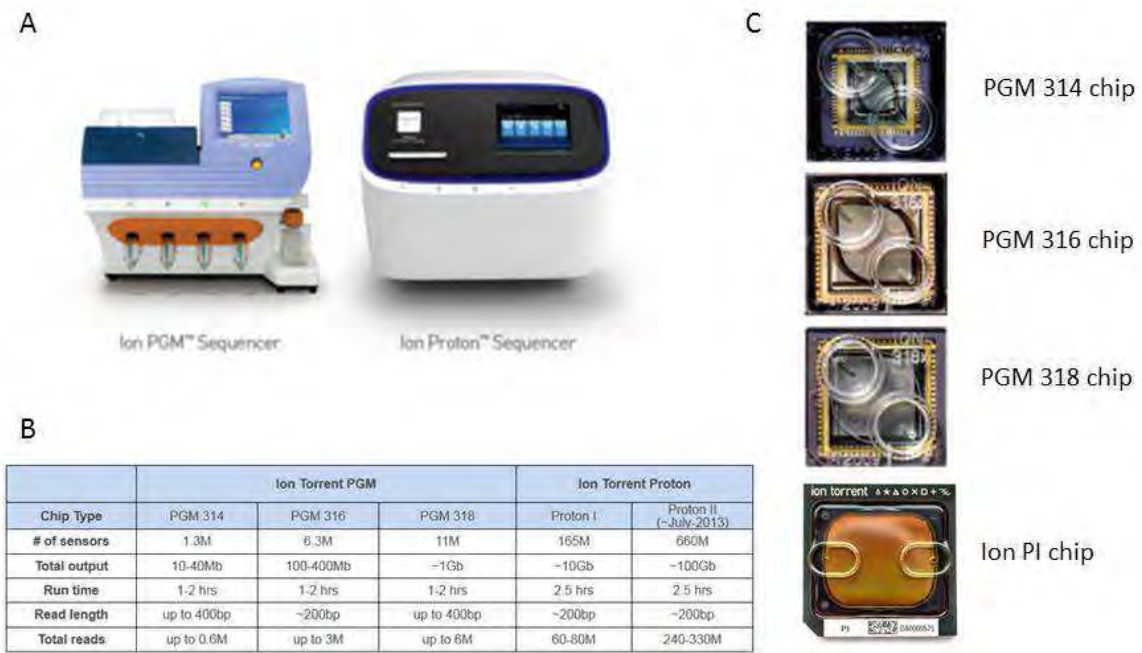 A
C
PGM 314 chip
PGM 316 chip
PGM 318 chip
Ion PI chip
Ion PGM™ Sequencer
Ion Proton™ Sequencer
ion torrent
P1
B
Ion Torrent PGM Ion Torrent Proton
Chip Type PGM 314 PGM 316 PGM 318 Proton I Proton II (~July-2013)
# of sensors 1.3M 6.3M 11M 165M 660M
Total output 10-40Mb 100-400Mb ~1Gb ~10Gb ~100Gb
Run time 1-2 hrs 1-2 hrs 1-2 hrs 2.5 hrs 2.5 hrs
Read length up to 400bp ~200bp up to 400bp ~200bp ~200bp
Total reads up to 0.6M up to 3M up to 6M 60-80M 240-330M